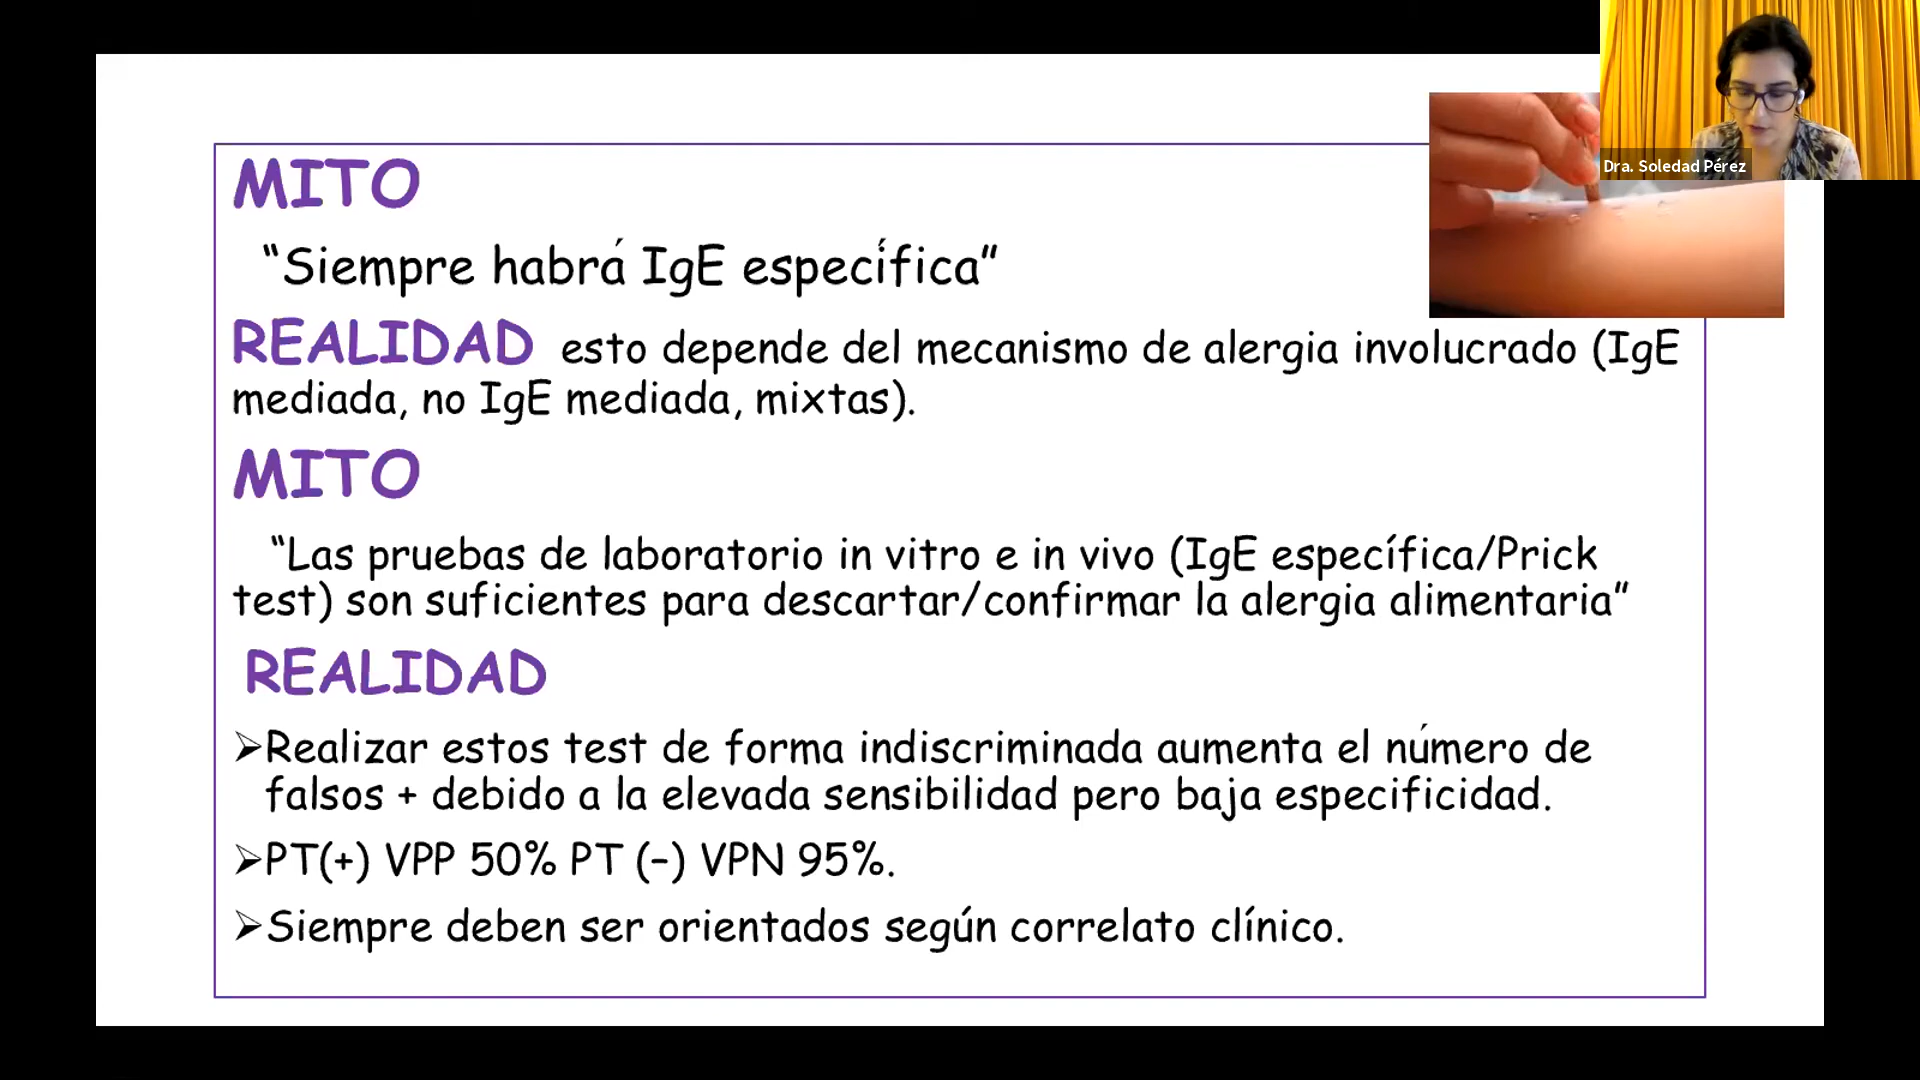 Dra. Soledad Pérez
MITO
“Siempre habrá IgE específica”
REALIDAD esto depende del mecanismo de alergia involucrado (IgE
mediada, no IgE mediada, mixtas).
MITO
“Las pruebas de laboratorio in vitro e in vivo (IgE específica/Prick
test) son suficientes para descartar/confirmar la alergia alimentaria”
REALIDAD
➢Realizar estos test de forma indiscriminada aumenta el número de
falsos + debido a la elevada sensibilidad pero baja especificidad.
➢PT(+) VPP 50% PT (-) VPN 95%.
➢Siempre deben ser orientados según correlato clínico.